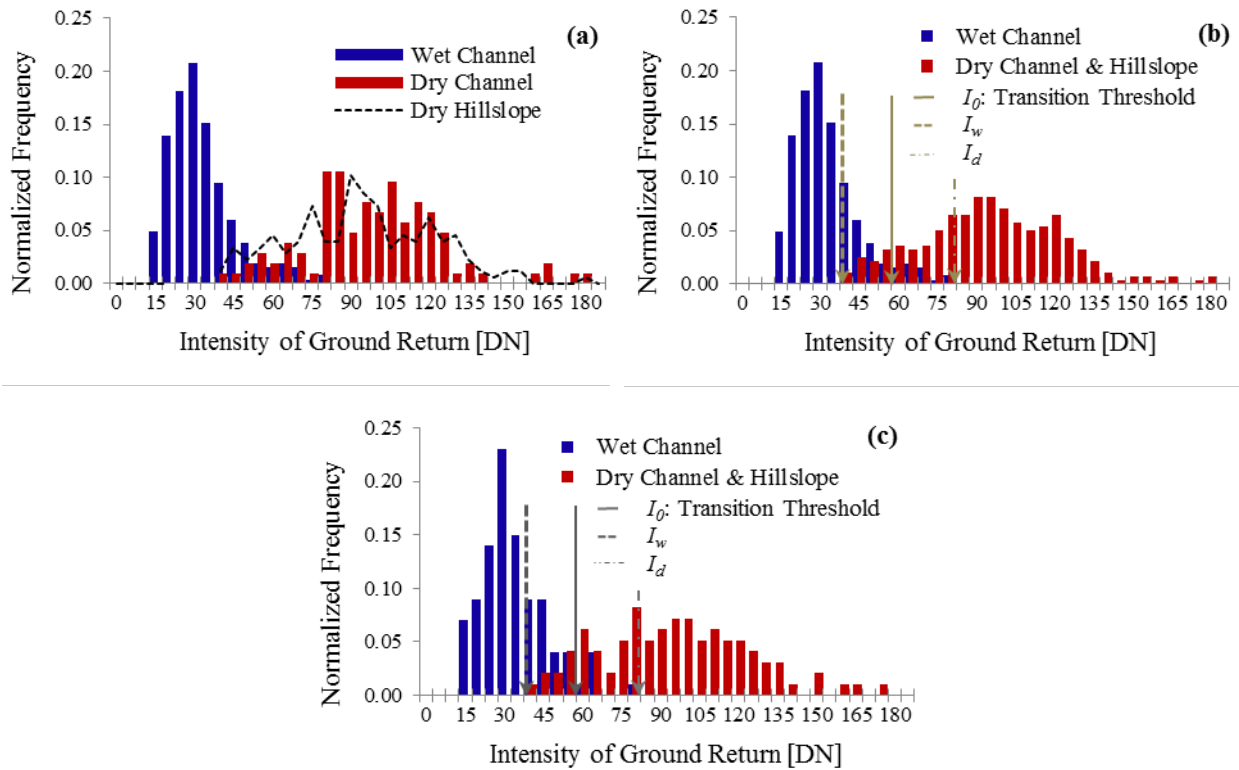 (a)
Normalized Frequency
0.25
0.20
0.15
0.10
0.05
0.00
Wet Channel
Dry Channel
Dry Hillslope
0 15 30 45 60 75 90 105 120 135 150 165 180
Intensity of Ground Return [DN]
(b)
Normalized Frequency
0.25
0.20
0.15
0.10
0.05
0.00
Wet Channel
Dry Channel & Hillslope
I0: Transition Threshold
Iw
Id
0 15 30 45 60 75 90 105 120 135 150 165 180
Intensity of Ground Return [DN]
(c)
Normalized Frequency
0.25
0.20
0.15
0.10
0.05
0.00
Wet Channel
Dry Channel & Hillslope
I0: Transition Threshold
Iw
Id
0 15 30 45 60 75 90 105 120 135 150 165 180
Intensity of Ground Return [DN]